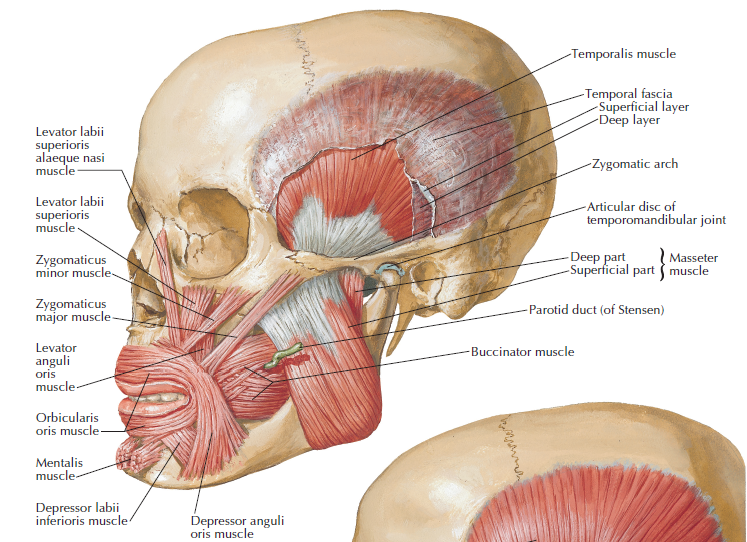 Temporalis muscle
Temporal fascia
Superficial layer
Deep layer
Zygomatic arch
Articular disc of
temporomandibular joint
Deep part
Superficial part
Masseter
muscle
Parotid duct (of Stensen)
Buccinator muscle
Levator labii
superioris
alaeque nasi
muscle
Levator labii
superioris
muscle
Zygomaticus
minor muscle
Zygomaticus
major muscle
Levator
anguli
oris
muscle
Orbicularis
oris muscle
Mentalis
muscle
Depressor labii
inferioris muscle
Depressor anguli
oris muscle